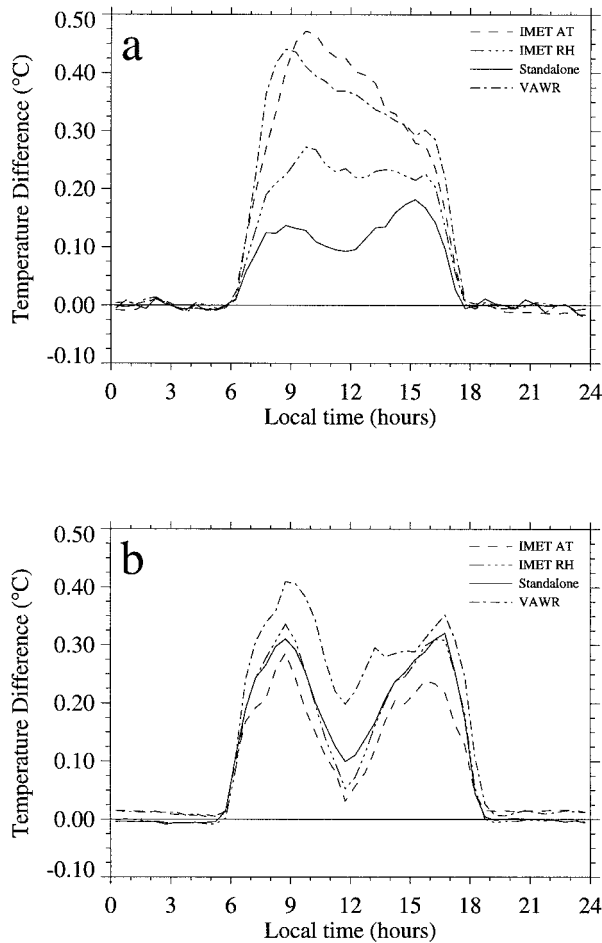 a
IMET AT
IMET RH
Standalone
VAWR
Temperature Difference (°C)
0.50
0.40
0.30
0.20
0.10
0.00
-0.10
0 3 6 9 12 15 18 21 24
Local time (hours)
b
IMET AT
IMET RH
Standalone
VAWR
Temperature Difference (°C)
0.50
0.40
0.30
0.20
0.10
0.00
-0.10
0 3 6 9 12 15 18 21 24
Local time (hours)